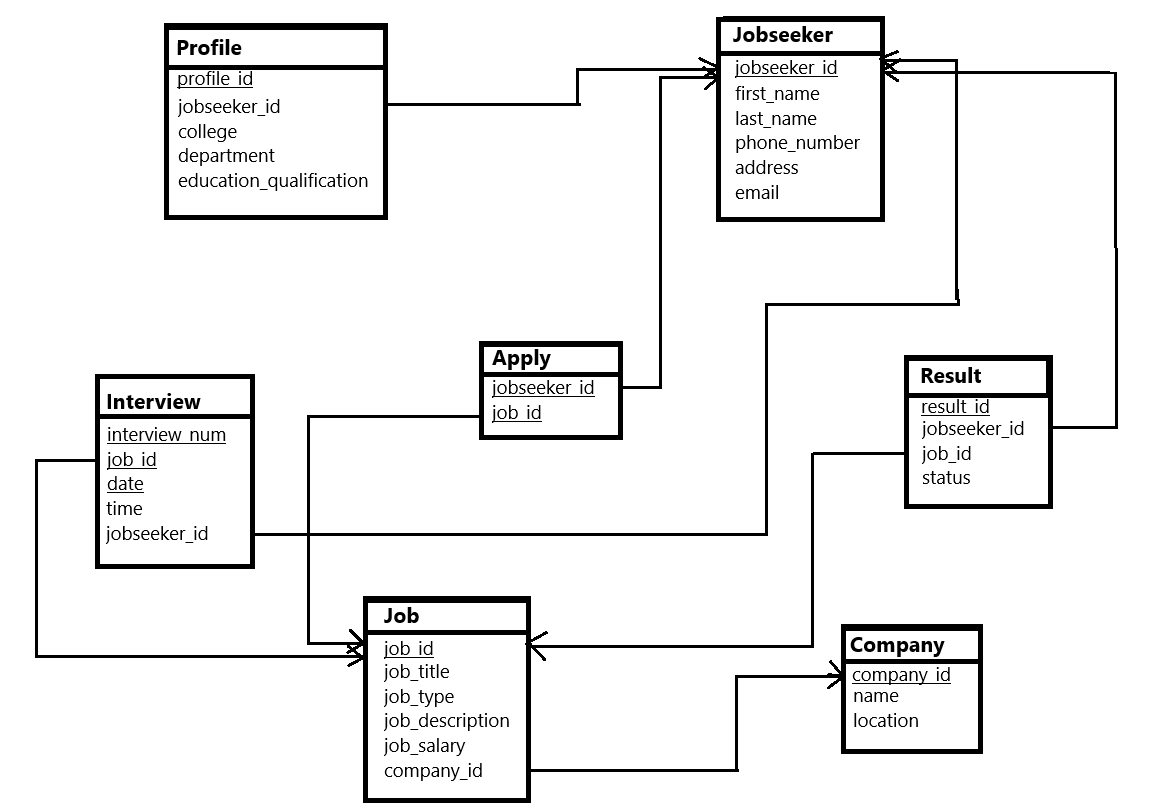 Profile
profile_id
jobseeker_id
college
department
education_qualification
Jobseeker
jobseeker_id
first_name
last_name
phone_number
address
email
Apply
jobseeker_id
job_id
Interview
interview_num
job_id
date
time
jobseeker_id
Result
result_id
jobseeker_id
job_id
status
Job
job_id
job_title
job_type
job_description
job_salary
company_id
Company
company_id
name
location